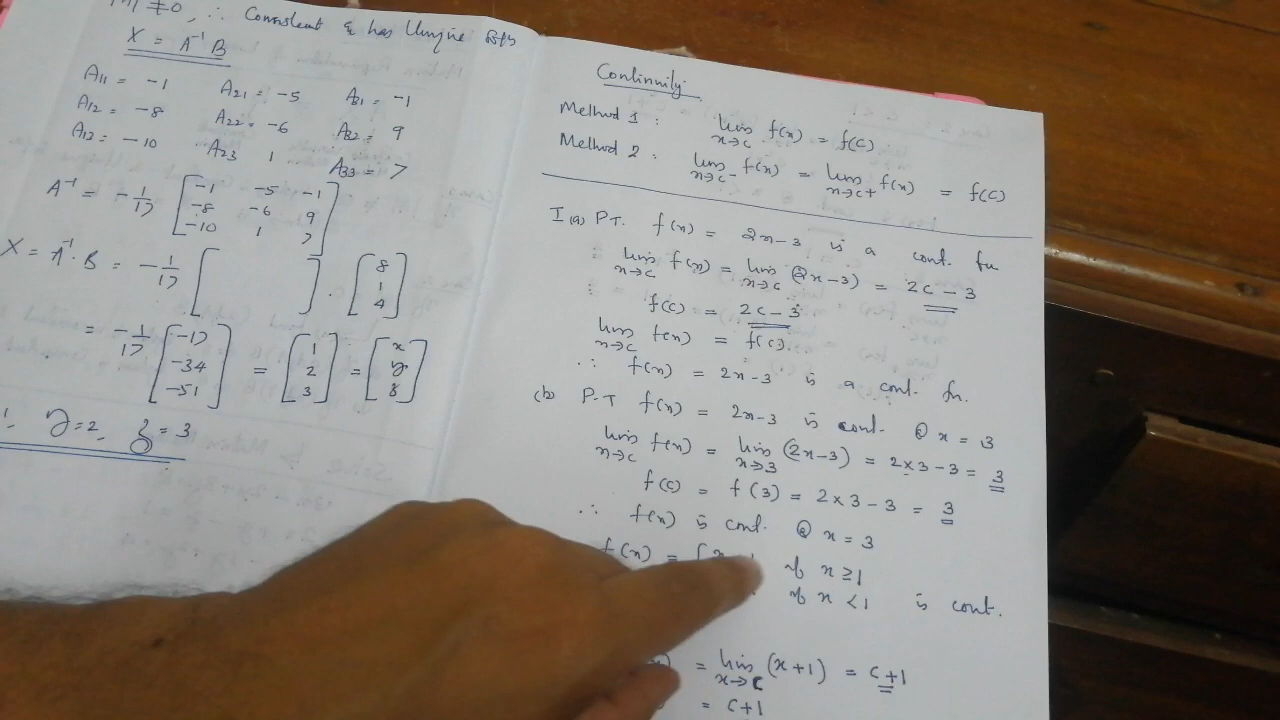 |A| ≠ 0, ∴ Consistent & has Unique Soln
X = A⁻¹ B
A11 = -1 A21 = -5 A31 = -1
A12 = -8 A22 = -6 A32 = 9
A13 = -10 A23 1 A33 = 7
A⁻¹ = -1/17 [-1 -5 -1
-8 -6 9
-10 1 7]
X = A⁻¹. B = -1/17 [ ] . [8
1
4]
= -1/17 [-17
-34
-51] = [1
2
3] = [x
y
z]
y = 2, z = 3
Continuity
Method 1 : lim x→c f(x) = f(c)
Method 2 : lim x→c- f(x) = lim x→c+ f(x) = f(c)
I (a) P.T. f(x) = 2x-3 is a cont. fn
lim x→c f(x) = lim x→c (2x-3) = 2c-3
f(c) = 2c-3
lim x→c f(x) = f(c).
∴ f(x) = 2x-3 is a cont. fn.
(b) P.T f(x) = 2x-3 is cont. @ x = 3
lim x→c f(x) = lim x→3 (2x-3) = 2×3-3 = 3
f(c) = f(3) = 2×3-3 = 3
∴ f(x) is cont. @ x = 3
f(x) = { x if x ≥ 1
if x < 1 is cont.
= lim x→c (x+1) = c+1
= c+1